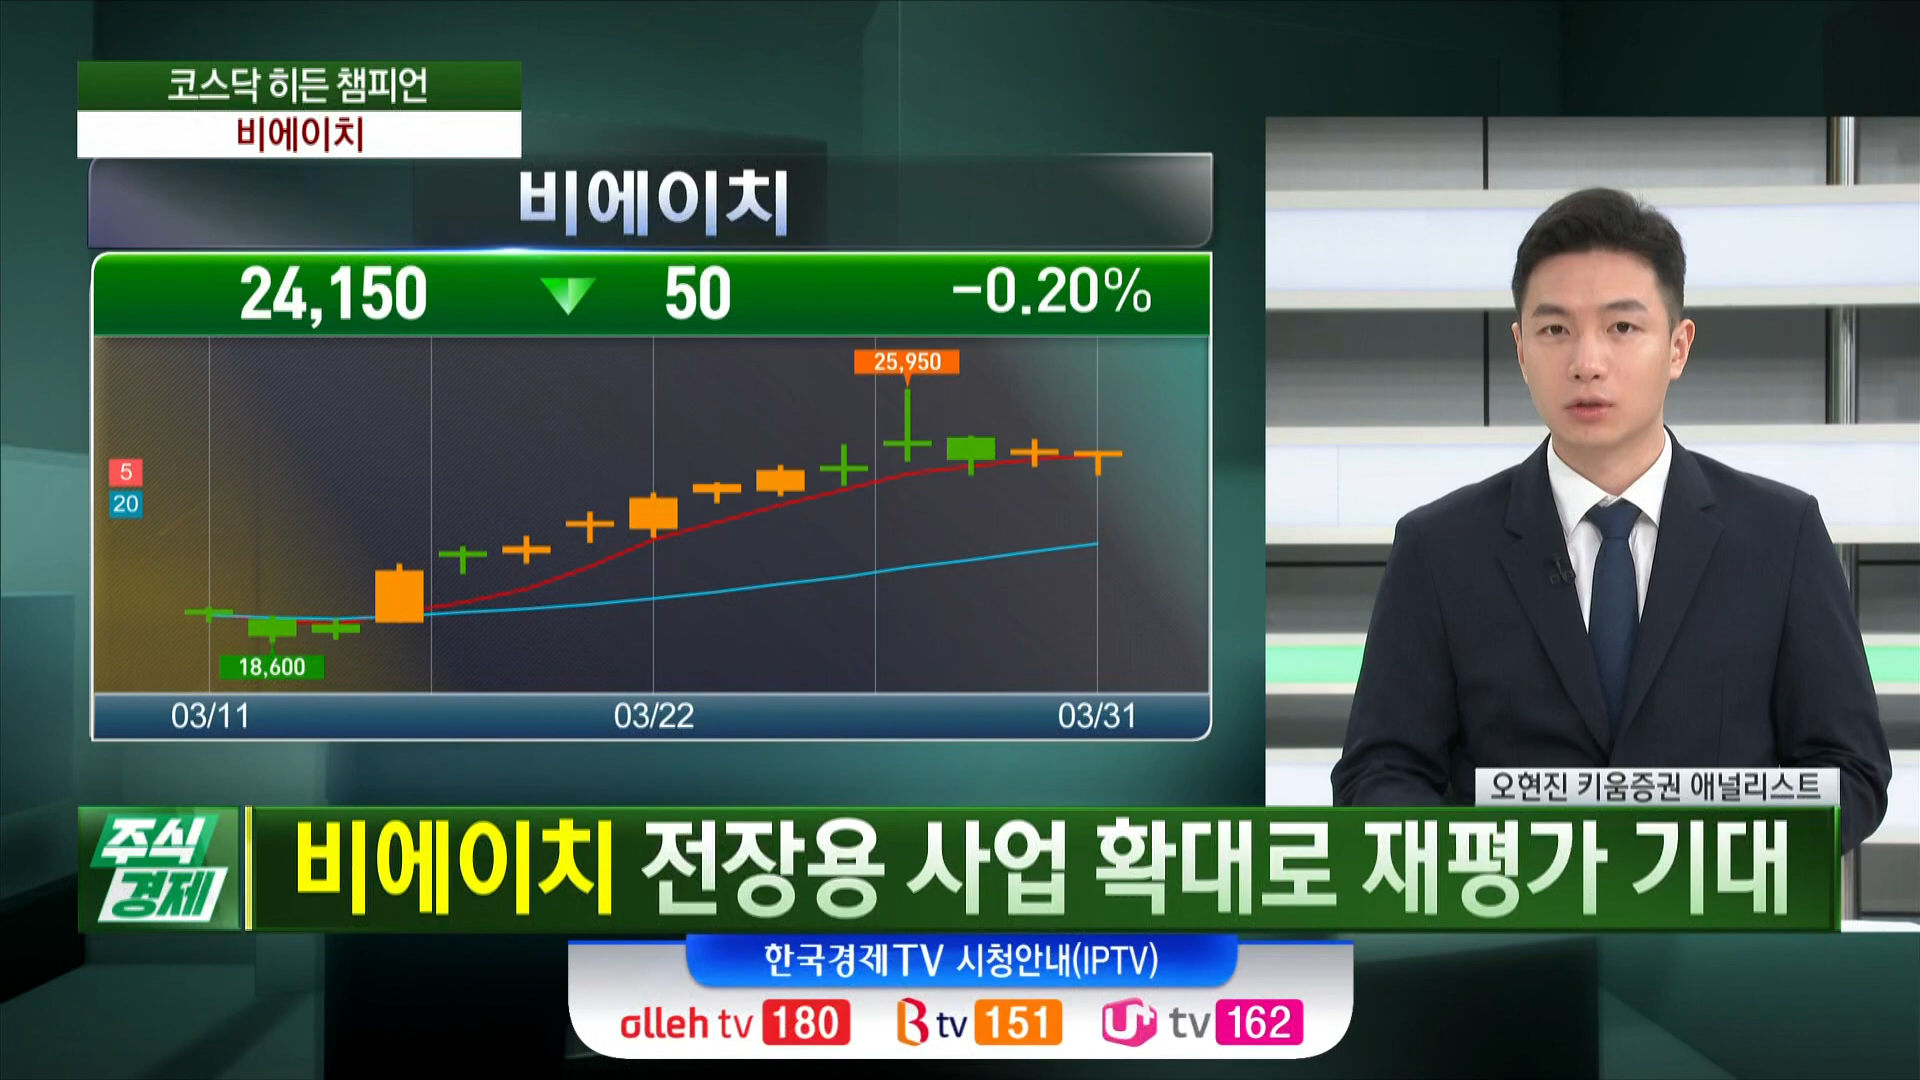 코스닥 히든 챔피언
비에이치
비에이치
24,150 ▼ 50 -0.20%
25,950
5
20
18,600
03/11 03/22 03/31
오현진 키움증권 애널리스트
주식
경제
비에이치 전장용 사업 확대로 재평가 기대
한국경제TV 시청안내(IPTV)
olleh tv 180 B tv 151 U+ tv 162